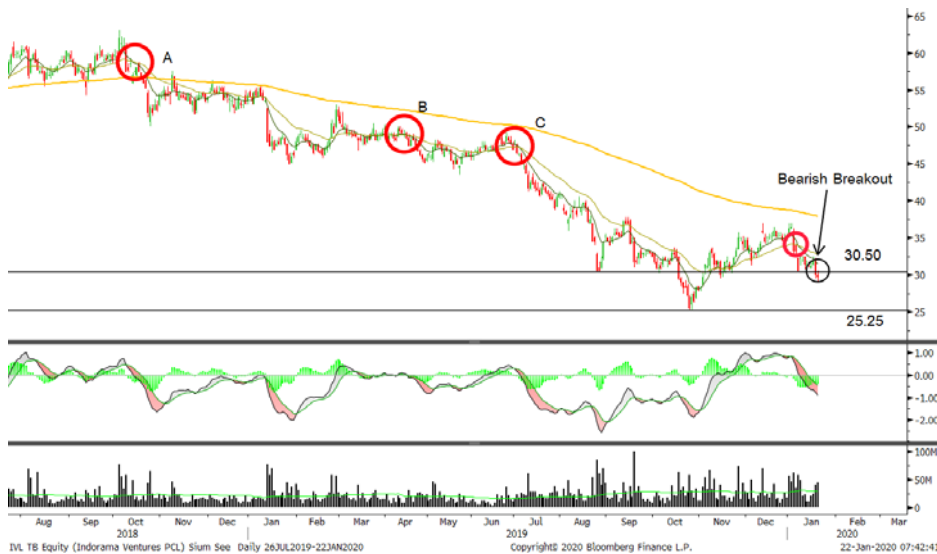 65
60
A
55
B
C
50
45
40
Bearish Breakout
35
30.50
30
25.25
25
1.00
0.00
-1.00
-2.00
100M
50M
0
Aug Sep Oct Nov Dec Jan Feb Mar Apr May Jun Jul Aug Sep Oct Nov Dec Jan Feb Mar
2018 2019 2020
IVL TB Equity (Indorama Ventures PCL) Sium See Daily 26JUL2019-22JAN2020 Copyright© 2020 Bloomberg Finance L.P. 22-Jan-2020 07:42:41